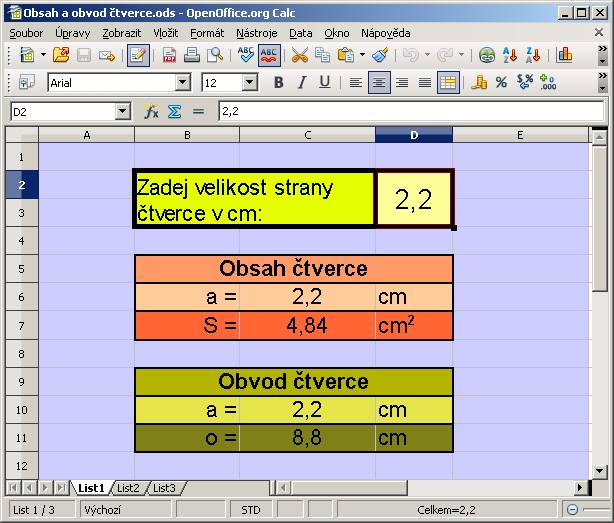 Obsah a obvod čtverce.ods - OpenOffice.org Calc
Soubor Úpravy Zobrazit Vložit Formát Nástroje Data Okno Nápověda
Arial 12 B I U
D2 2,2
A B C D E
1
2 Zadej velikost strany 2,2
3 čtverce v cm:
4
5 Obsah čtverce
6 a = 2,2 cm
7 S = 4,84 cm²
8
9 Obvod čtverce
10 a = 2,2 cm
11 o = 8,8 cm
12
List1 List2 List3
List 1 / 3 Výchozí STD Celkem=2,2